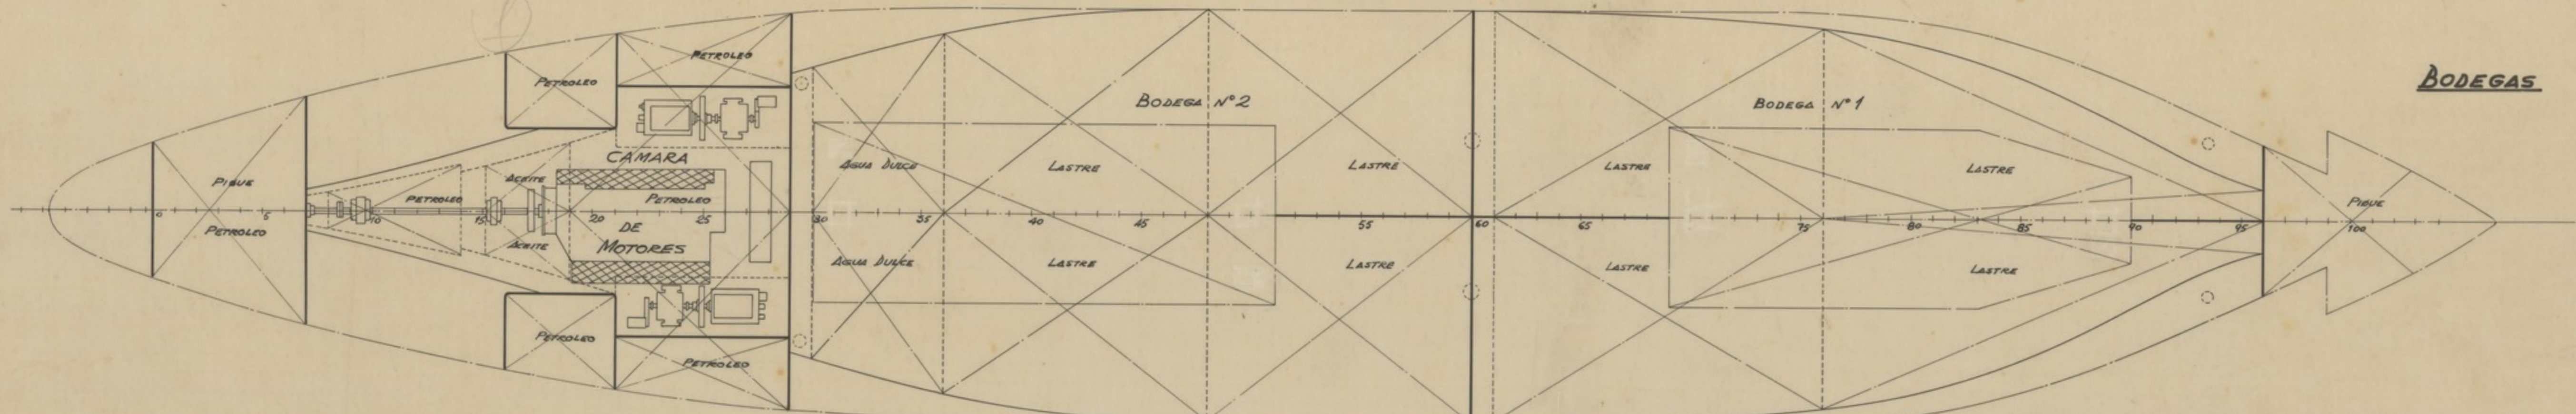 BODEGAS
PETROLEO
PETROLEO
BODEGA Nº 2
BODEGA Nº 1
CAMARA
AGUA DULCE
LASTRE
LASTRE
LASTRE
LASTRE
PIQUE
ACEITE
PETROLEO
PETROLEO
PIQUE
0 5 10 15 20 25 30 35 40 45 55 60 65 75 80 85 90 95 100
PETROLEO
DE
ACEITE
MOTORES
AGUA DULCE
LASTRE
LASTRE
LASTRE
LASTRE
PETROLEO
PETROLEO